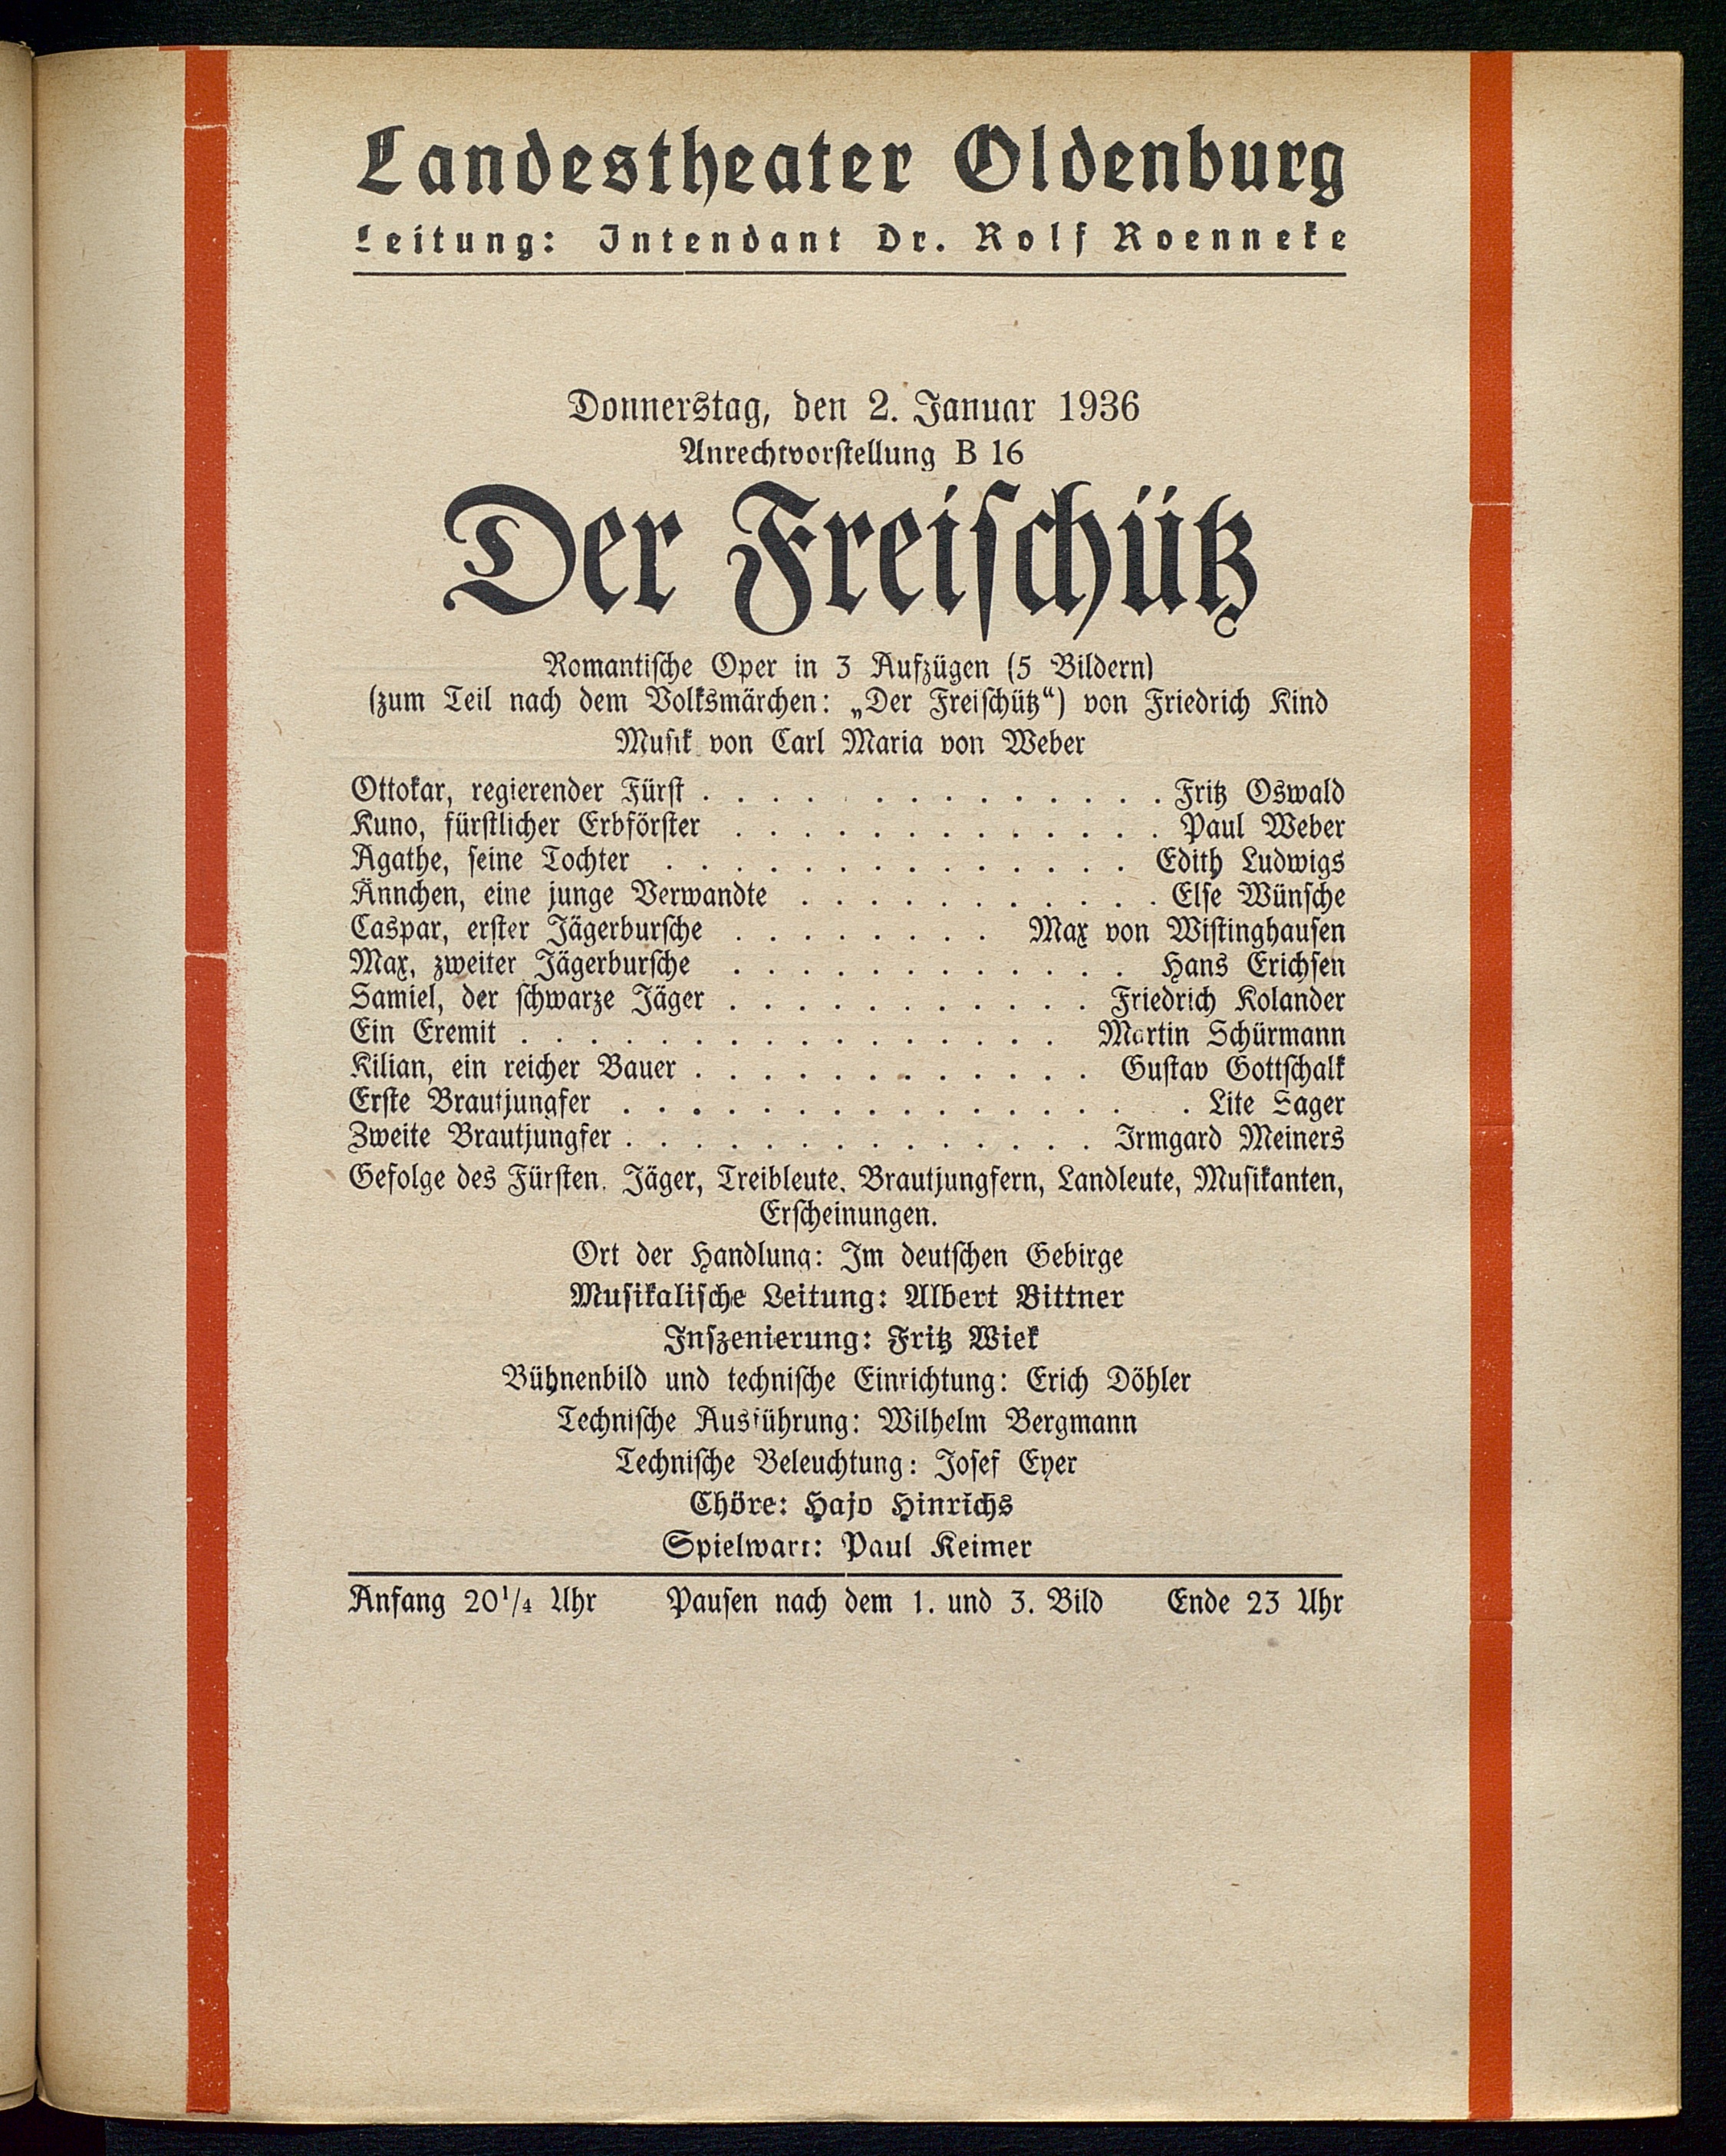 Landestheater Oldenburg
Leitung: Intendant Dr. Rolf Roenneke
Donnerstag, den 2. Januar 1936
Anrechtvorstellung B 16
Der Freischütz
Romantische Oper in 3 Aufzügen (5 Bildern)
(zum Teil nach dem Volksmärchen: „Der Freischütz“) von Friedrich Kind
Musik von Carl Maria von Weber
Ottokar, regierender Fürst . . . . . . . . . . . . . Fritz Oswald
Kuno, fürstlicher Erbförster . . . . . . . . . . . . . Paul Weber
Agathe, seine Tochter . . . . . . . . . . . . . . Edith Ludwigs
Ännchen, eine junge Verwandte . . . . . . . . . . . Else Wünsche
Caspar, erster Jägerbursche . . . . . . . . Max von Wistinghausen
Max, zweiter Jägerbursche . . . . . . . . . . . . Hans Erichsen
Samiel, der schwarze Jäger . . . . . . . . . . . Friedrich Kolander
Ein Eremit . . . . . . . . . . . . . . . . Martin Schürmann
Kilian, ein reicher Bauer . . . . . . . . . . . . Gustav Gottschalk
Erste Brautjungfer . . . . . . . . . . . . . . . . . Lite Sager
Zweite Brautjungfer . . . . . . . . . . . . . . Irmgard Meiners
Gefolge des Fürsten. Jäger, Treibleute. Brautjungfern, Landleute, Musikanten,
Erscheinungen.
Ort der Handlung: Im deutschen Gebirge
Musikalische Leitung: Albert Bittner
Inszenierung: Fritz Wiek
Bühnenbild und technische Einrichtung: Erich Döhler
Technische Ausführung: Wilhelm Bergmann
Technische Beleuchtung: Josef Eyer
Chöre: Hajo Hinrichs
Spielwart: Paul Keimer
Anfang 20¹/₄ Uhr Pausen nach dem 1. und 3. Bild Ende 23 Uhr